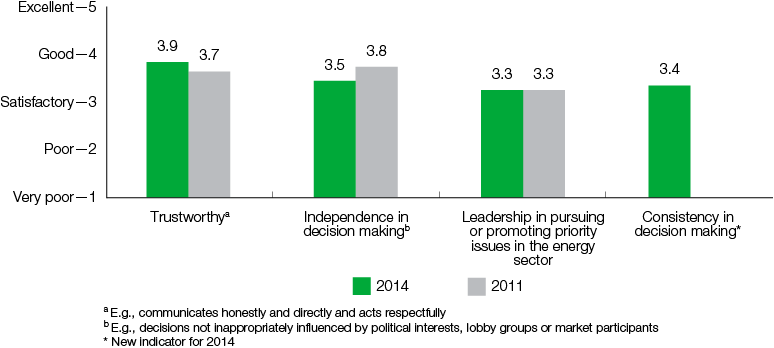 Excellent—5
Good—4
Satisfactory—3
Poor—2
Very poor—1
3.9
3.7
3.5
3.8
3.3
3.3
3.4
Trustworthyᵃ
Independence in
decision makingᵇ
Leadership in pursuing
or promoting priority
issues in the energy
sector
Consistency in
decision making*
2014
2011
ᵃ E.g., communicates honestly and directly and acts respectfully
ᵇ E.g., decisions not inappropriately influenced by political interests, lobby groups or market participants
* New indicator for 2014